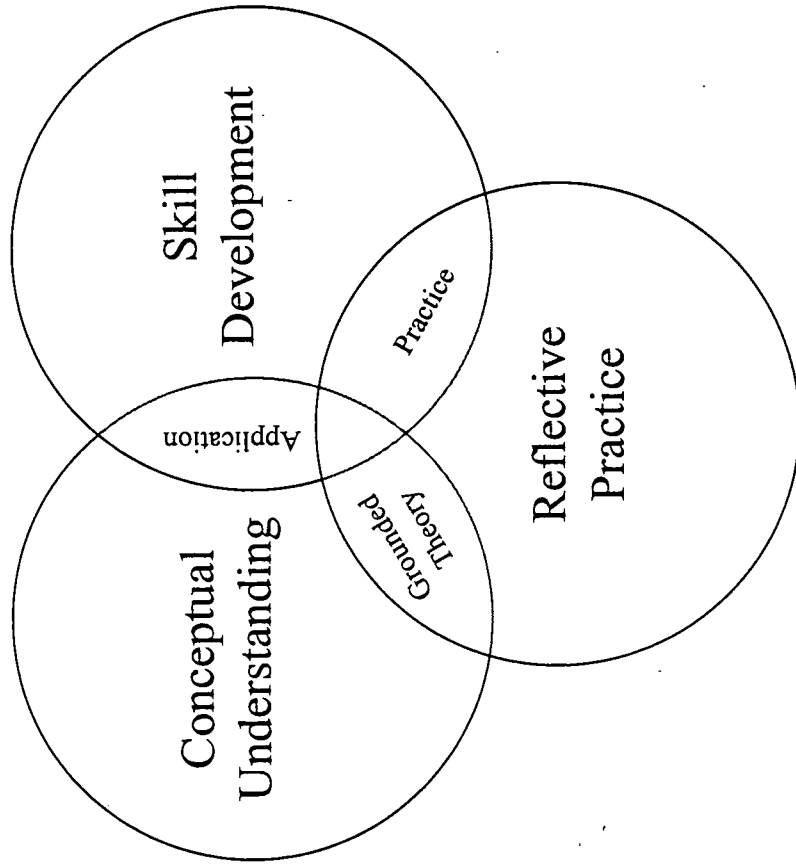 Conceptual
Understanding
Application
Skill
Development
Grounded
Theory
Practice
Reflective
Practice